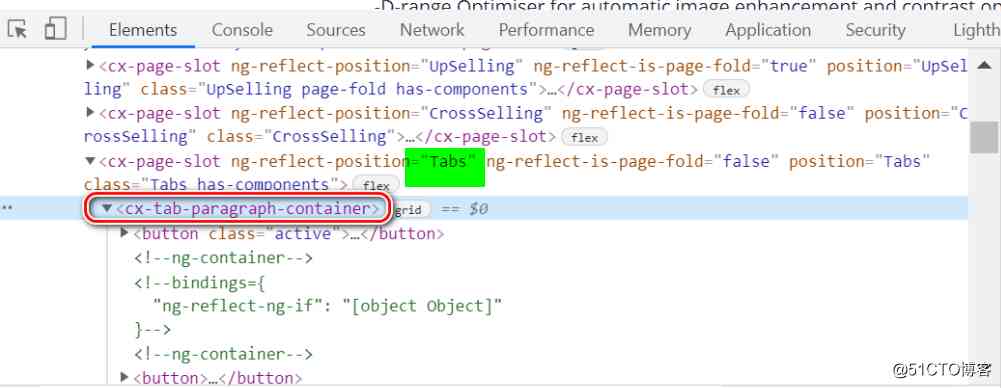 -D-range Optimiser for automatic image enhancement and contrast op
Elements Console Sources Network Performance Memory Application Security Lighth
flex
▶<cx-page-slot ng-reflect-position="UpSelling" ng-reflect-is-page-fold="true" position="UpSel
ling" class="UpSelling page-fold has-components">…</cx-page-slot> flex
▶<cx-page-slot ng-reflect-position="CrossSelling" ng-reflect-is-page-fold="false" position="C
rossSelling" class="CrossSelling">…</cx-page-slot> flex
▼<cx-page-slot ng-reflect-position="Tabs" ng-reflect-is-page-fold="false" position="Tabs"
class="Tabs has-components"> flex
▼<cx-tab-paragraph-container> grid == $0
▶<button class="active">…</button>
<!--ng-container-->
<!--bindings={
"ng-reflect-ng-if": "[object Object]"
}-->
<!--ng-container-->
▶<button>…</button>
@51CTO博客